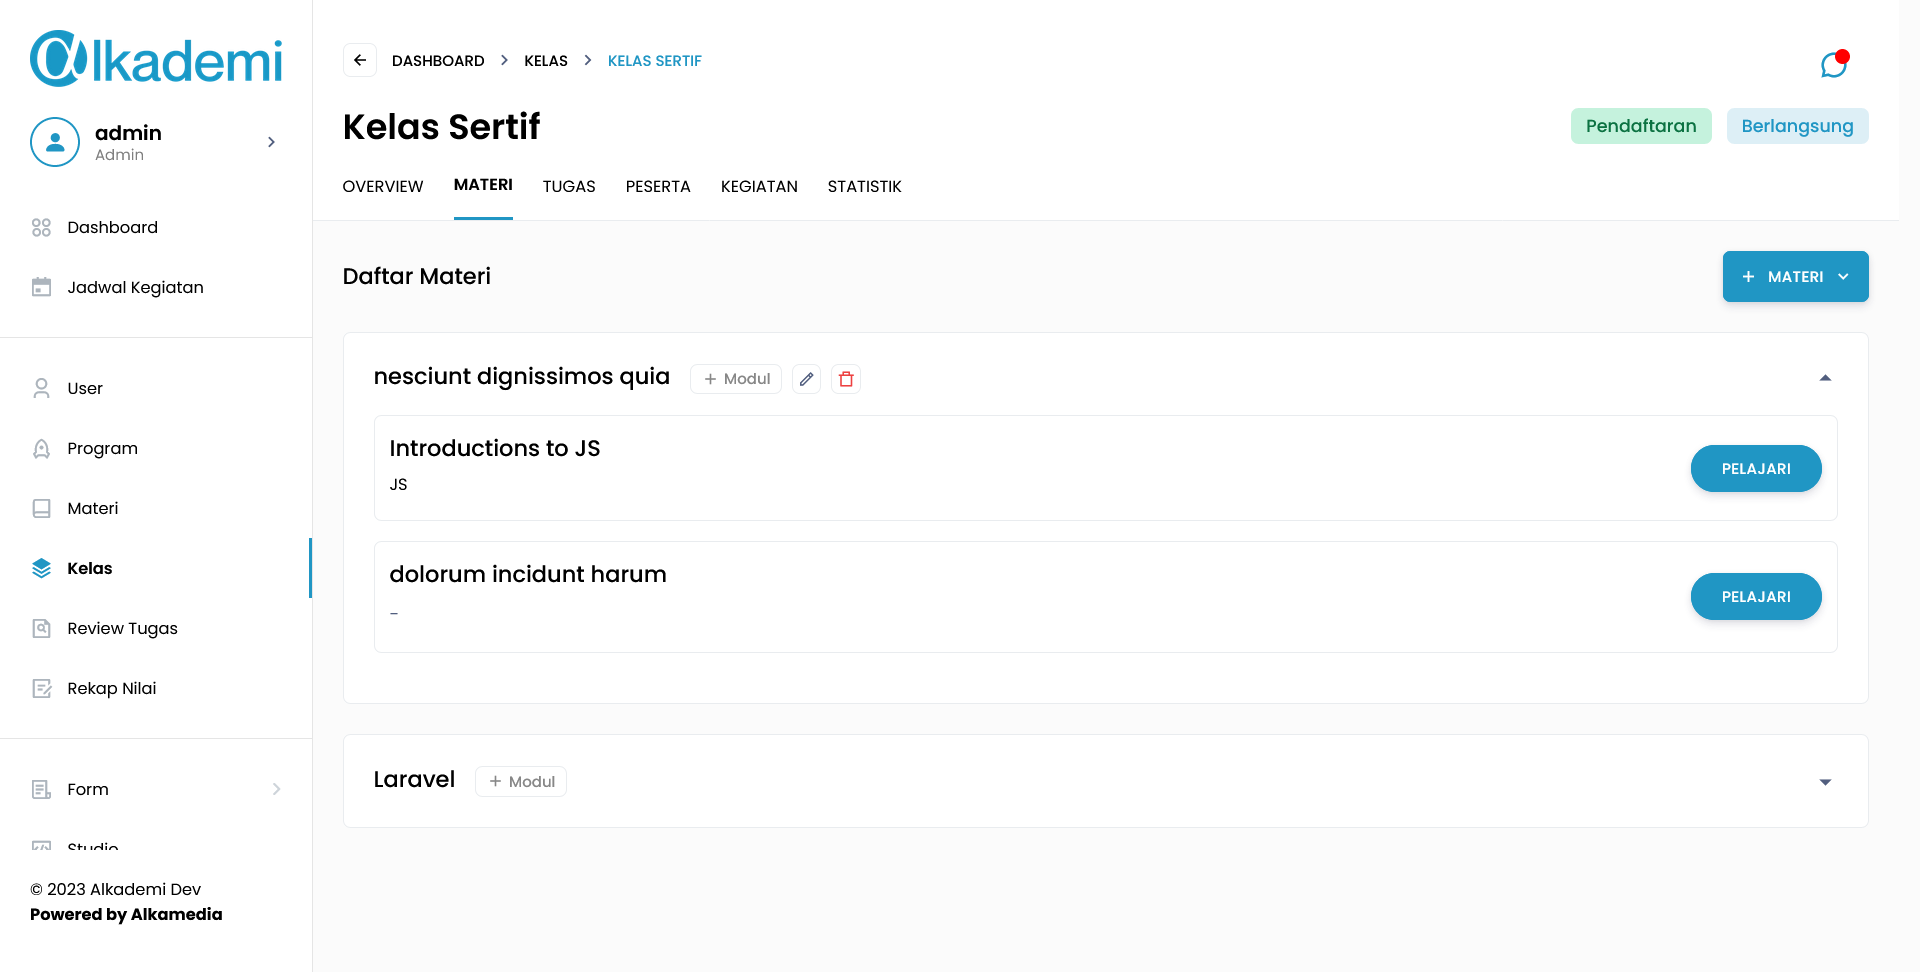 Alkademi
admin
Admin
Dashboard
Jadwal Kegiatan
User
Program
Materi
Kelas
Review Tugas
Rekap Nilai
Form
Studio
© 2023 Alkademi Dev
Powered by Alkamedia
DASHBOARD > KELAS > KELAS SERTIF
Kelas Sertif
Pendaftaran
Berlangsung
OVERVIEW MATERI TUGAS PESERTA KEGIATAN STATISTIK
Daftar Materi
+ MATERI
nesciunt dignissimos quia
+ Modul
Introductions to JS
JS
PELAJARI
dolorum incidunt harum
-
PELAJARI
Laravel
+ Modul